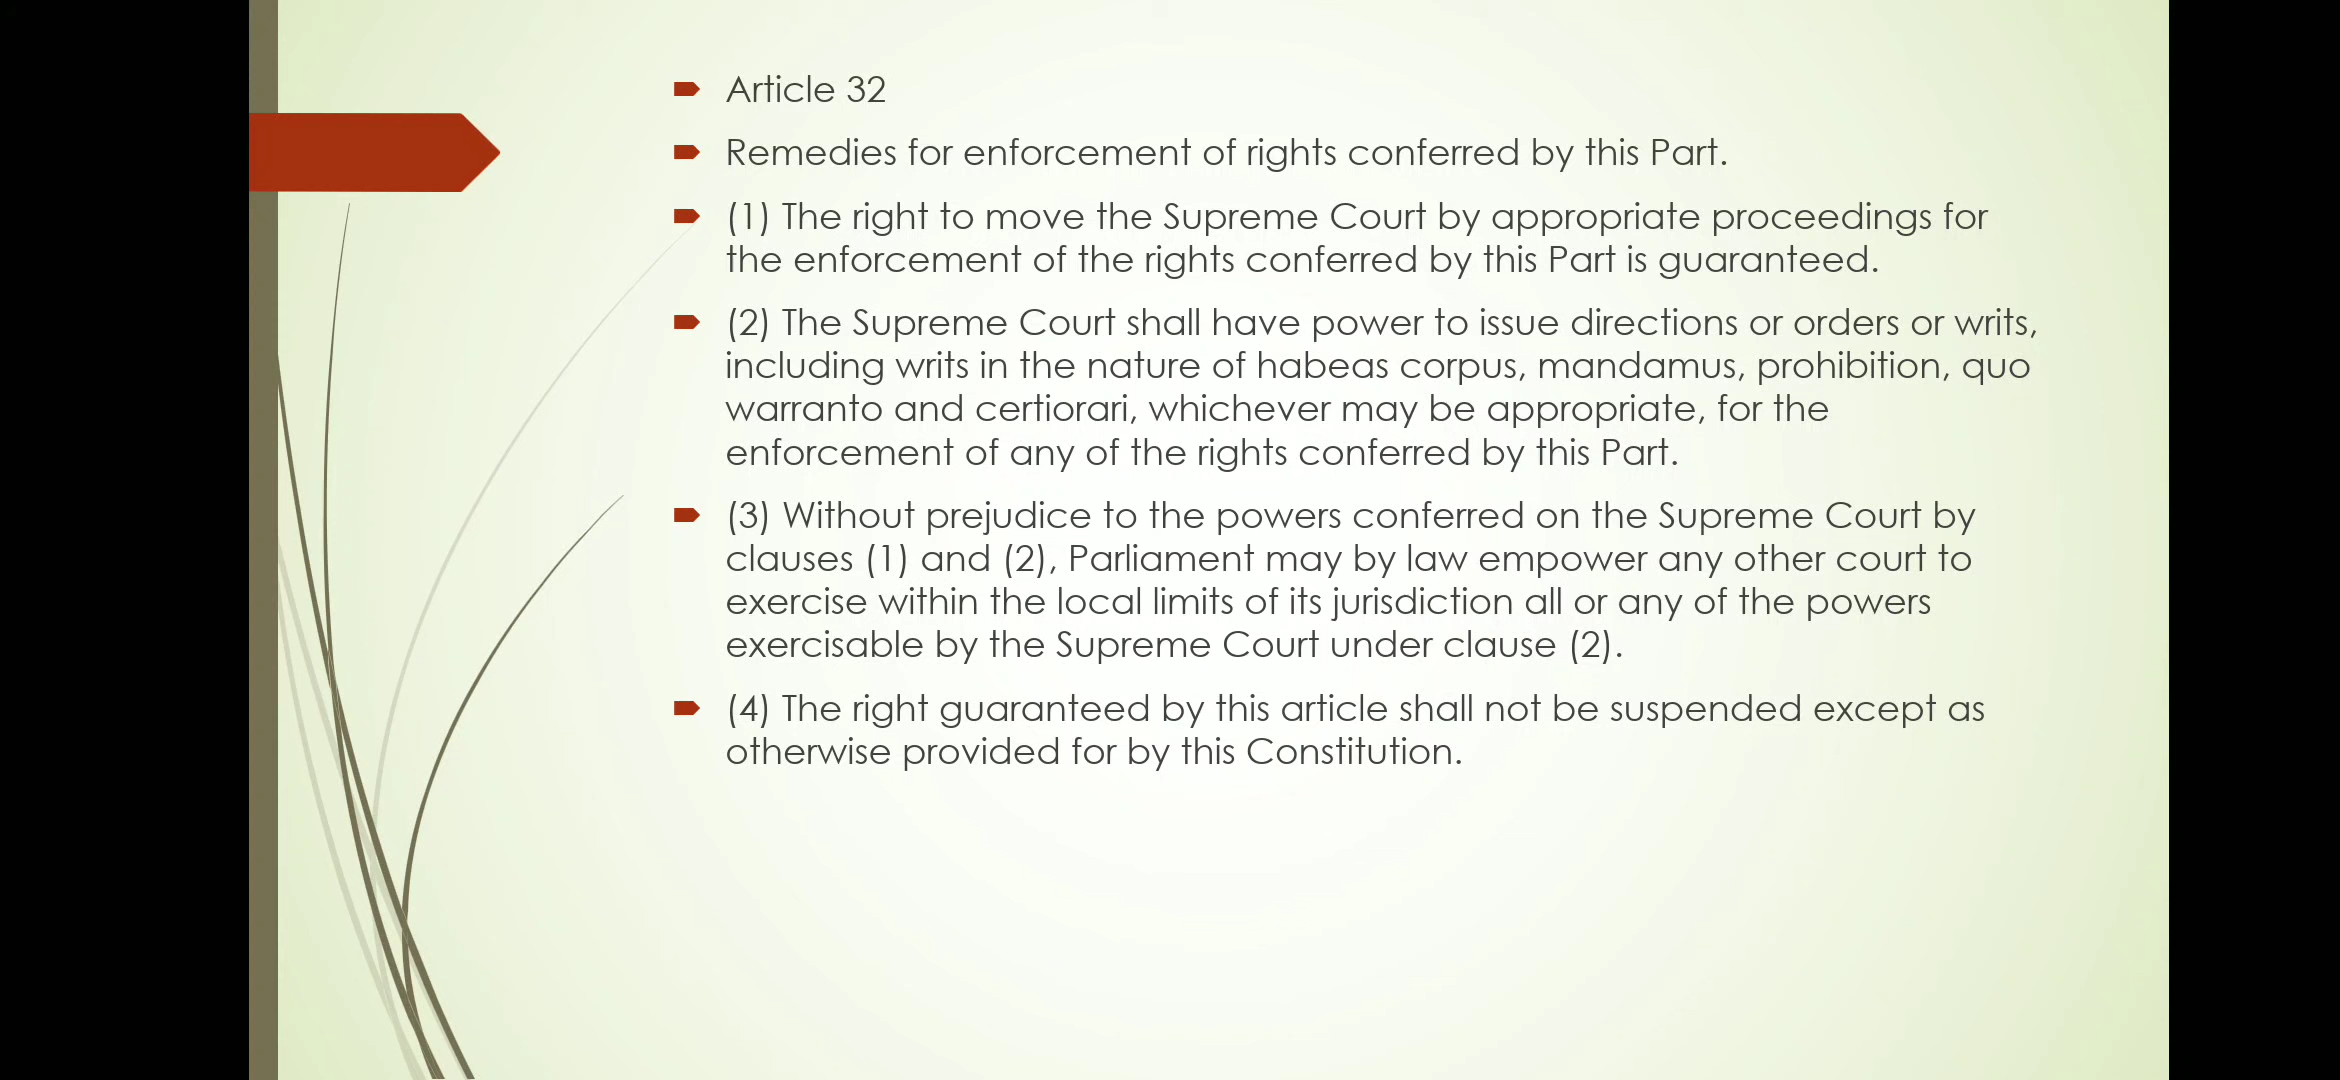 Article 32
Remedies for enforcement of rights conferred by this Part.
(1) The right to move the Supreme Court by appropriate proceedings for
the enforcement of the rights conferred by this Part is guaranteed.
(2) The Supreme Court shall have power to issue directions or orders or writs,
including writs in the nature of habeas corpus, mandamus, prohibition, quo
warranto and certiorari, whichever may be appropriate, for the
enforcement of any of the rights conferred by this Part.
(3) Without prejudice to the powers conferred on the Supreme Court by
clauses (1) and (2), Parliament may by law empower any other court to
exercise within the local limits of its jurisdiction all or any of the powers
exercisable by the Supreme Court under clause (2).
(4) The right guaranteed by this article shall not be suspended except as
otherwise provided for by this Constitution.